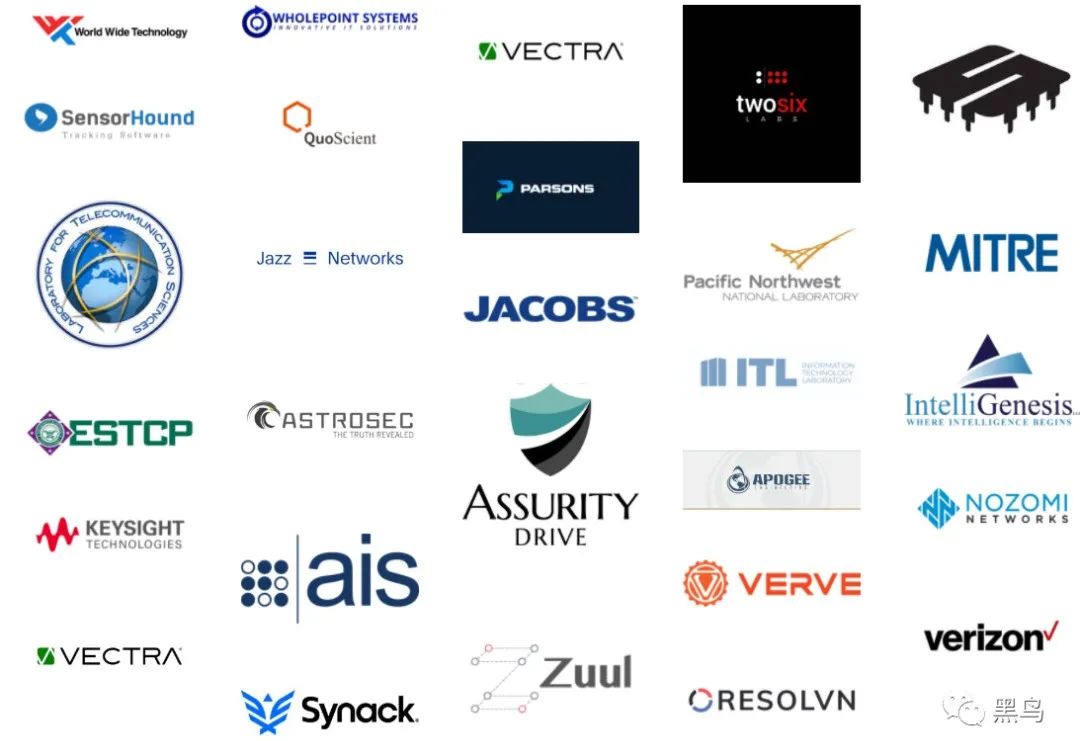 World Wide Technology
SensorHound
Tracking Software
LABORATORY FOR TELECOMMUNICATION SCIENCES
ESTCP
KEYSIGHT
TECHNOLOGIES
VECTRA
WHOLEPOINT SYSTEMS
INNOVATIVE IT SOLUTIONS
QuoScient
Jazz Networks
ASTROSEC
THE TRUTH REVEALED
ais
Synack.
VECTRA
PARSONS
JACOBS
ASSURITY
DRIVE
Zuul
twosix
LABS
Pacific Northwest
NATIONAL LABORATORY
ITL INFORMATION
TECHNOLOGY
LABORATORY
APOGEE
VERVE
RESOLVN
MITRE
IntelliGenesis
WHERE INTELLIGENCE BEGINS
NOZOMI
NETWORKS
verizon
黑鸟